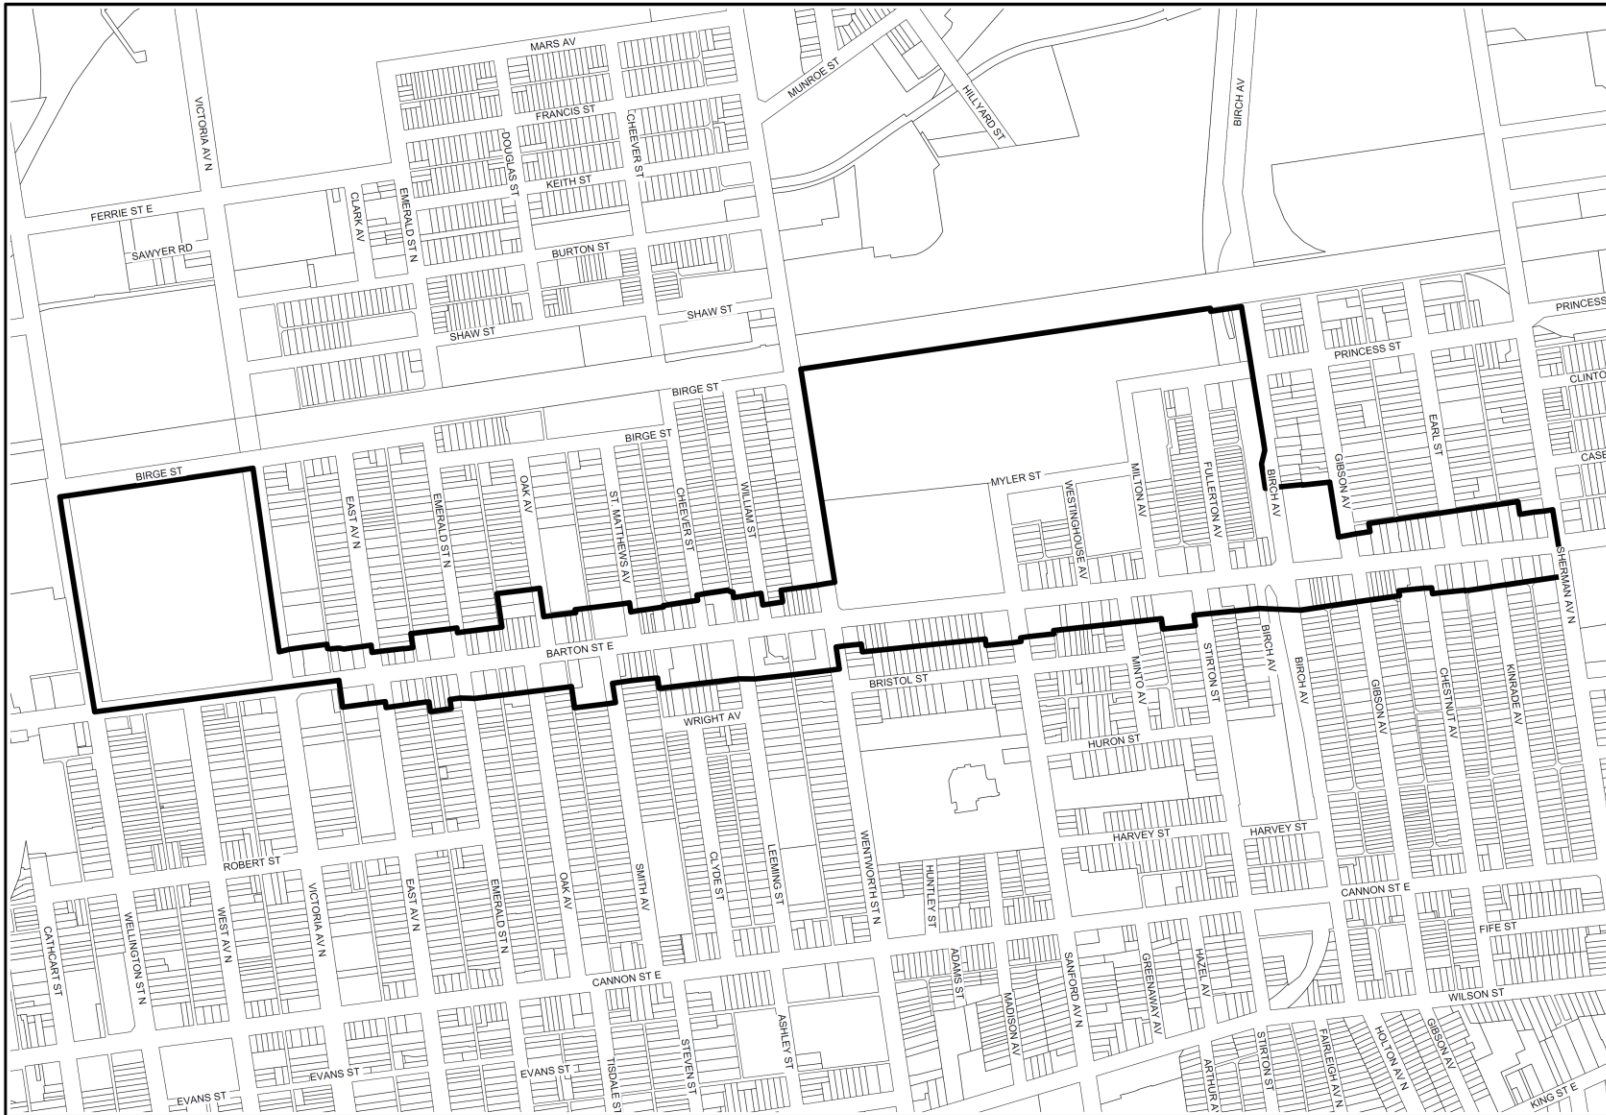 MARS AV
MUNROE ST
VICTORIA AV N
FRANCIS ST
HILLYARD ST
BIRCH AV
CHEEVER ST
DOUGLAS ST
KEITH ST
FERRIE ST E
CLARK AV
EMERALD ST N
SAWYER RD
BURTON ST
PRINCESS
SHAW ST
SHAW ST
PRINCESS ST
CLINTO
BIRGE ST
BIRGE ST
EARL ST
CASE
BIRGE ST
MYLER ST
MILTON AV
FULLERTON AV
BIRCH AV
GIBSON AV
OAK AV
EAST AV N
EMERALD ST N
ST. MATTHEWS AV
CHEEVER ST
WILLIAM ST
WESTINGHOUSE AV
SHERMAN AV N
BARTON ST E
BRISTOL ST
MINTO AV
STIRTON ST
BIRCH AV
BIRCH AV
GIBSON AV
CHESTNUT AV
KINRADE AV
WRIGHT AV
HURON ST
HARVEY ST
HARVEY ST
ROBERT ST
WENTWORTH ST N
LEEMING ST
CLYDE ST
SMITH AV
OAK AV
EMERALD ST N
EAST AV N
VICTORIA AV N
WEST AV N
WELLINGTON ST N
CATHCART ST
HUNTLEY ST
CANNON ST E
FIFE ST
CANNON ST E
ADAMS ST
MADISON AV
SANFORD AV N
GREENAWAY AV
HAZEL AV
WILSON ST
ASHLEY ST
STEVEN ST
TISDALE ST
EVANS ST
EVANS ST
EVANS ST
ARTHUR A
STIRTON ST
FAIRLEIGH AV N
HOLTON AV N
GIBSON AV
KING ST E